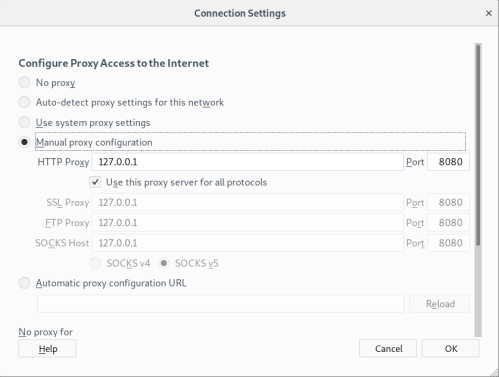 Connection Settings
Configure Proxy Access to the Internet
No proxy
Auto-detect proxy settings for this network
Use system proxy settings
Manual proxy configuration
HTTP Proxy 127.0.0.1 Port 8080
Use this proxy server for all protocols
SSL Proxy 127.0.0.1 Port 8080
FTP Proxy 127.0.0.1 Port 8080
SOCKS Host 127.0.0.1 Port 8080
SOCKS v4 SOCKS v5
Automatic proxy configuration URL
Reload
No proxy for
Help Cancel OK